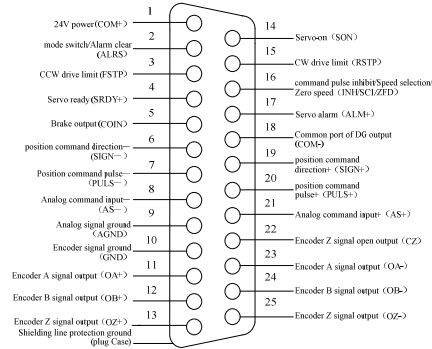 1
24V power(COM+)
2
mode switch/Alarm clear
(ALRS)
3
CCW drive limit(FSTP)
4
Servo ready(SRDY+)
5
Brake output(COIN)
6
position command direction—
(SIGN—)
7
Position command pulse—
(PULS—)
8
Analog command input—
(AS—)
9
Analog signal ground
(AGND)
10
Encoder signal ground
(GND)
11
Encoder A signal output (OA+)
12
Encoder B signal output (OB+)
13
Encoder Z signal output (OZ+)
Shielding line protection ground
(plug Case)
14
Servo-on (SON)
15
CW drive limit (RSTP)
16
command pulse inhibit/Speed selection/
Zero speed (INH/SCI/ZFD)
17
Servo alarm (ALM+)
18
Common port of DG output
(COM-)
19
position command
direction+ (SIGN+)
20
position command
pulse+ (PULS+)
21
Analog command input+ (AS+)
22
Encoder Z signal open output (CZ)
23
Encoder A signal output (OA-)
24
Encoder B signal output (OB-)
25
Encoder Z signal output (OZ-)